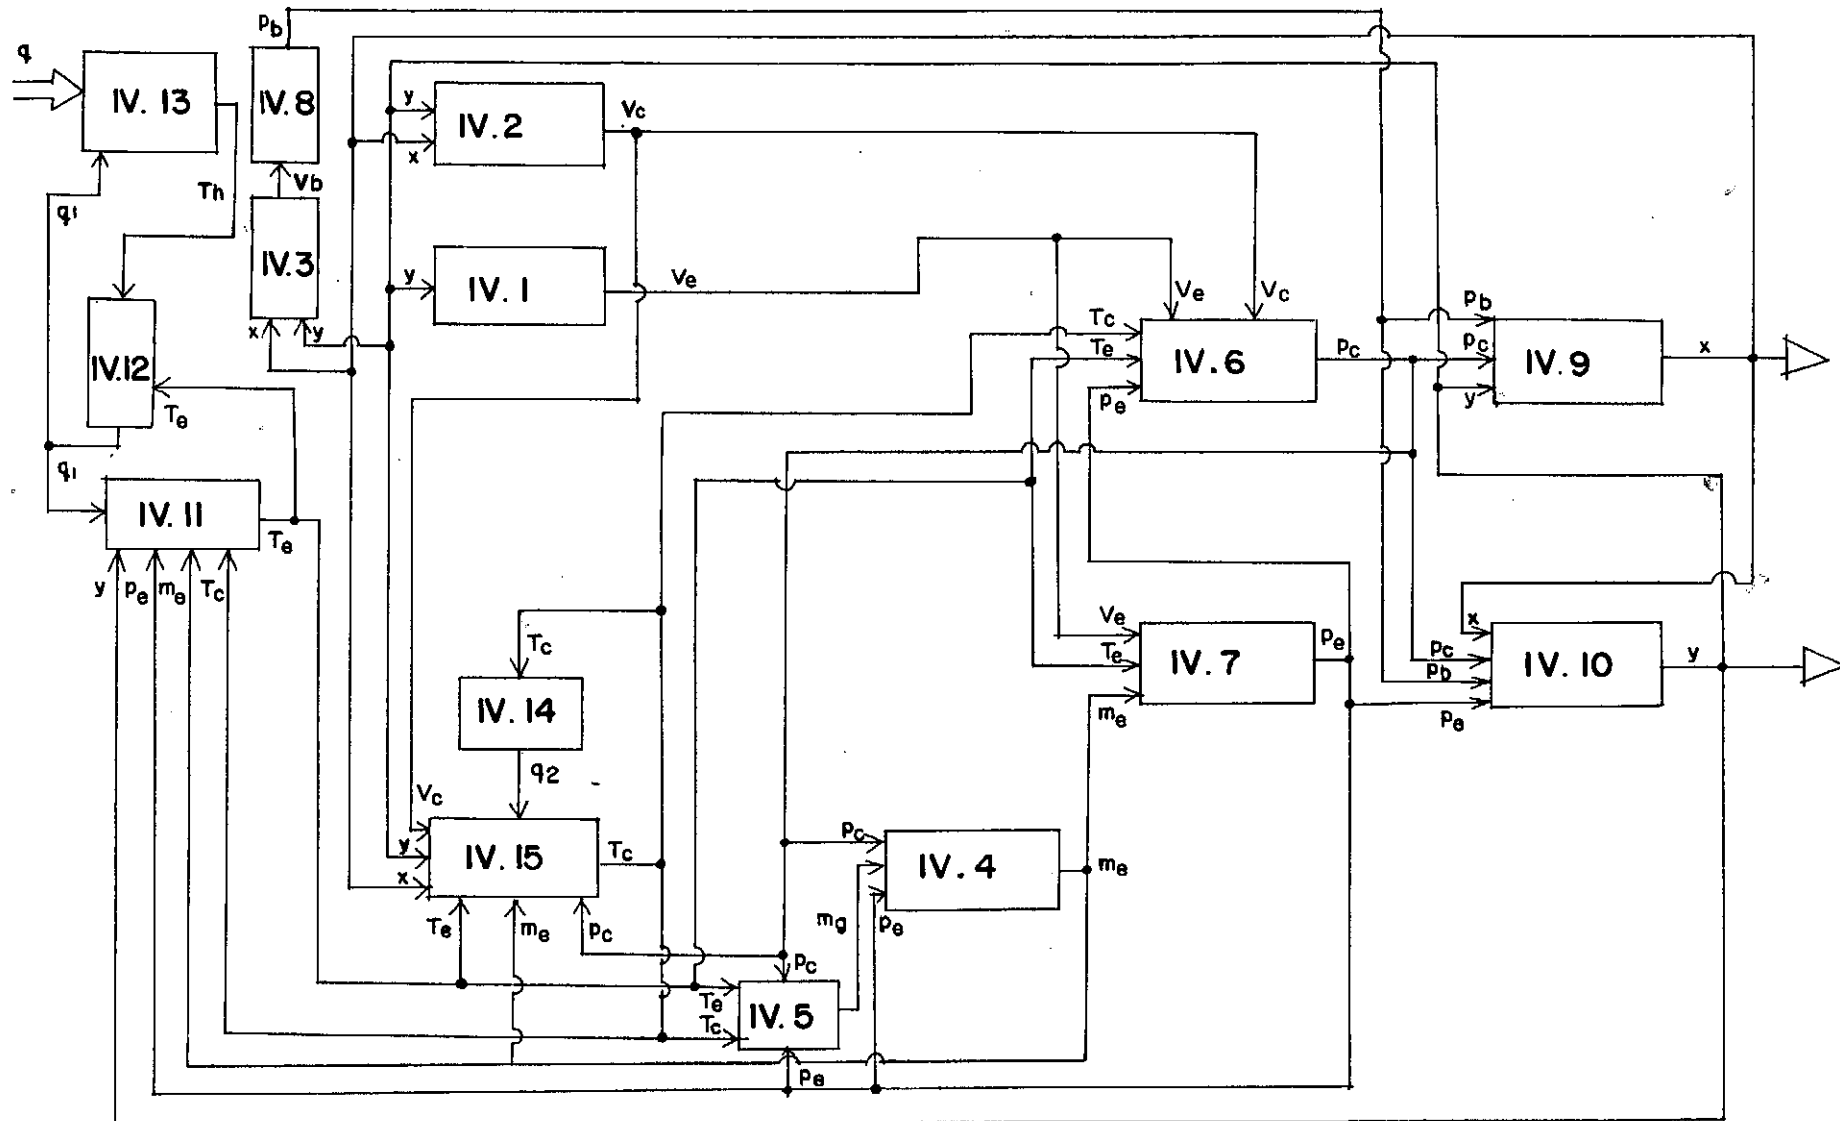 q
IV. 13
q1
Th
Pb
IV. 8
Vb
IV. 3
x
y
IV. 12
Te
q1
IV. 11
Te
y
Pe
me
Tc
y
IV. 2
x
Vc
y
IV. 1
Ve
Ve
Vc
Tc
Te
Pe
IV. 6
Pc
Pb
Pc
y
IV. 9
x
Tc
IV. 14
q2
Ve
Te
me
IV. 7
Pe
x
Pc
Pb
Pe
IV. 10
y
Vc
y
x
IV. 15
Tc
Te
me
Pc
Pc
mg
Pe
IV. 4
me
Pc
Te
Tc
IV. 5
Pe